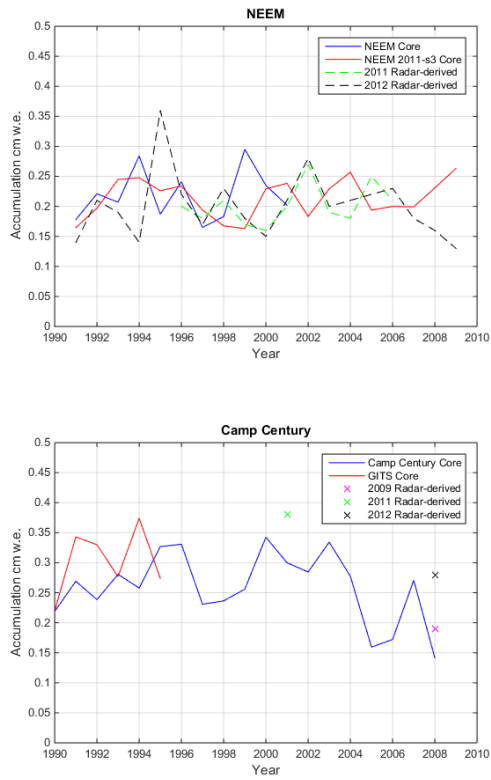 NEEM
0.5
0.45
0.4
0.35
0.3
0.25
0.2
0.15
0.1
0.05
0
Accumulation cm w.e.
NEEM Core
NEEM 2011-s3 Core
2011 Radar-derived
2012 Radar-derived
1990 1992 1994 1996 1998 2000 2002 2004 2006 2008 2010
Year
Camp Century
0.5
0.45
0.4
0.35
0.3
0.25
0.2
0.15
0.1
0.05
0
Accumulation cm w.e.
Camp Century Core
GITS Core
2009 Radar-derived
2011 Radar-derived
2012 Radar-derived
1990 1992 1994 1996 1998 2000 2002 2004 2006 2008 2010
Year